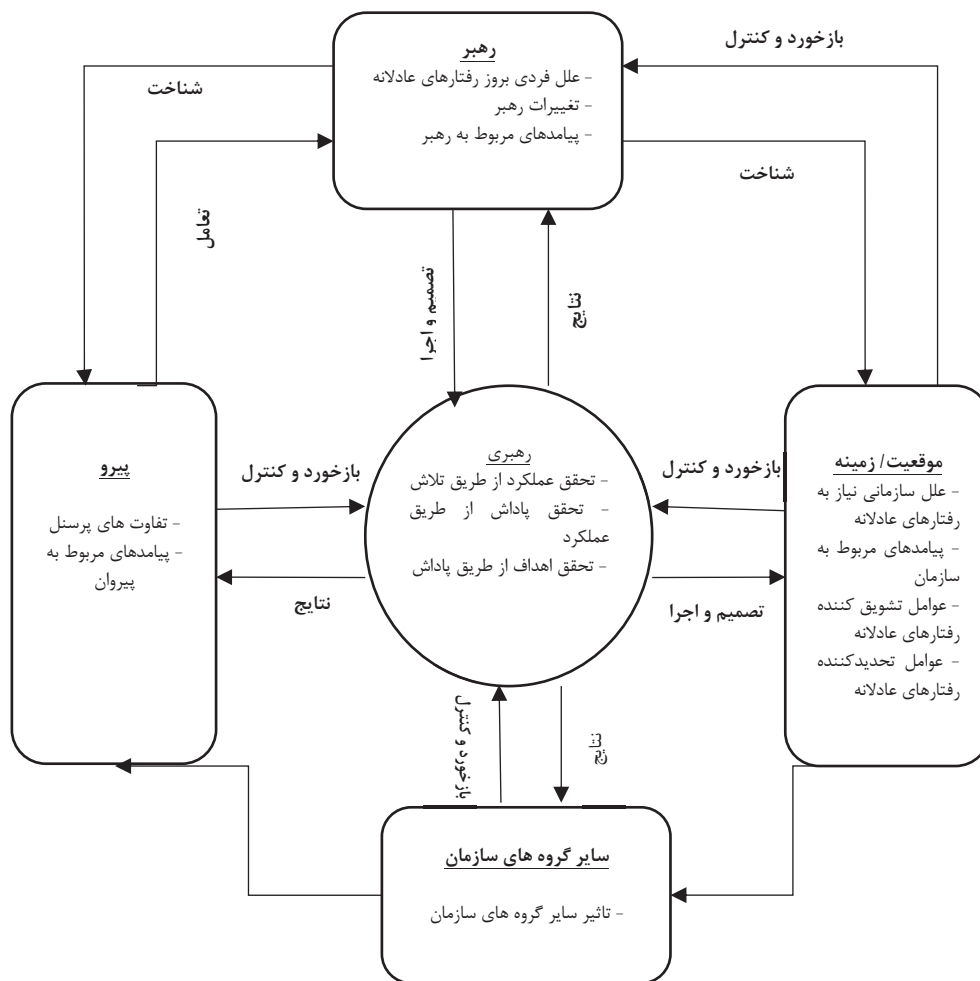 رهبر
- علل فردی بروز رفتارهای عادلانه
- تغییرات رهبر
- پیامدهای مربوط به رهبر
بازخورد و کنترل
شناخت
شناخت
تعامل
تصمیم و اجرا
نتایج
پیرو
- تفاوت های پرسنل
- پیامدهای مربوط به
پیروان
بازخورد و کنترل
نتایج
رهبری
- تحقق عملکرد از طریق تلاش
- تحقق پاداش از طریق
عملکرد
- تحقق اهداف از طریق پاداش
بازخورد و کنترل
تصمیم و اجرا
موقعیت/ زمینه
- علل سازمانی نیاز به
رفتارهای عادلانه
- پیامدهای مربوط به
سازمان
- عوامل تشویق کننده
رفتارهای عادلانه
- عوامل تحدیدکننده
رفتارهای عادلانه
بازخورد و کنترل
نتایج
سایر گروه های سازمان
- تاثیر سایر گروه های سازمان